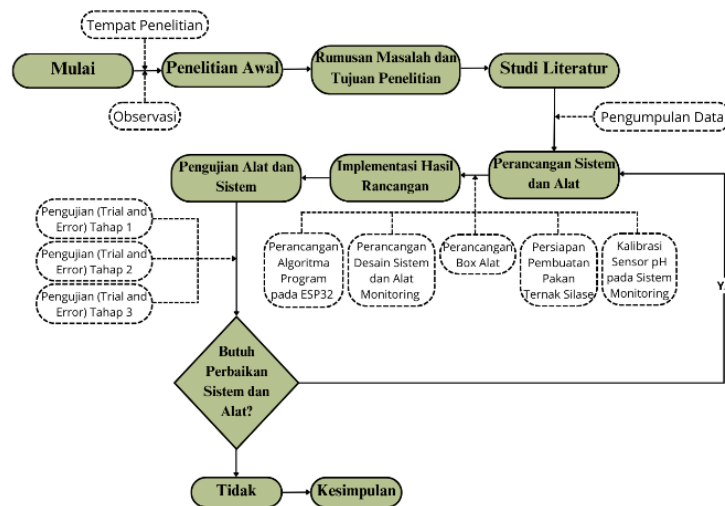 Tempat Penelitian
Mulai
Penelitian Awal
Rumusan Masalah dan
Tujuan Penelitian
Studi Literatur
Observasi
Pengumpulan Data
Pengujian Alat dan
Sistem
Implementasi Hasil
Rancangan
Perancangan Sistem
dan Alat
Pengujian (Trial and
Error) Tahap 1
Pengujian (Trial and
Error) Tahap 2
Pengujian (Trial and
Error) Tahap 3
Perancangan
Algoritma
Program
pada ESP32
Perancangan
Desain Sistem
dan Alat
Monitoring
Perancangan
Box Alat
Persiapan
Pembuatan
Pakan
Ternak Silase
Kalibrasi
Sensor pH
pada Sistem
Monitoring
Butuh
Perbaikan
Sistem dan
Alat?
Tidak
Kesimpulan